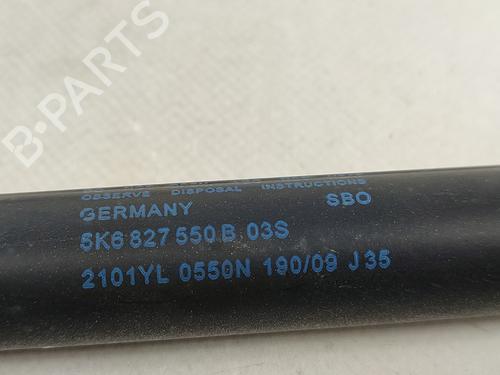 B-PARTS
OBSERVE DISPOSAL INSTRUCTIONS
GERMANY SBO
5K6 827 550 B 03S
2101YL 0550N 190/09 J35